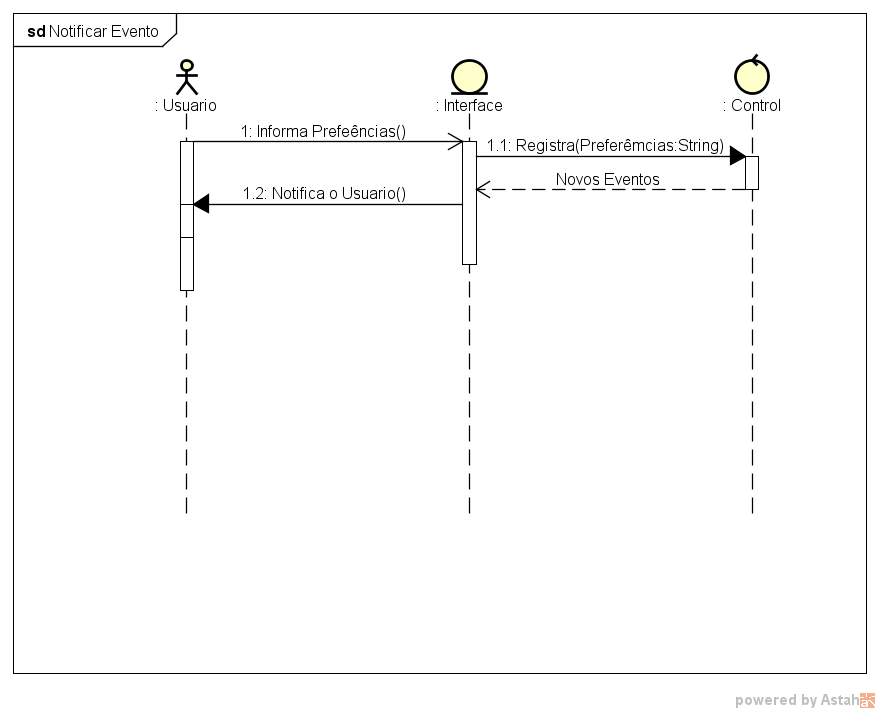 sd Notificar Evento
: Usuario
: Interface
: Control
1: Informa Prefeências()
1.1: Registra(Preferêmcias:String)
Novos Eventos
1.2: Notifica o Usuario()
powered by Astah